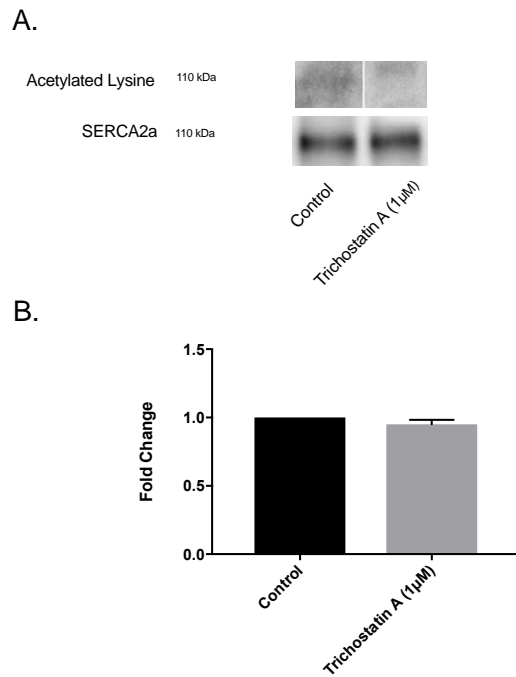 A.
Acetylated Lysine 110 kDa
SERCA2a 110 kDa
Control
Trichostatin A (1µM)
B.
1.5
1.0
0.5
0.0
Fold Change
Control
Trichostatin A (1µM)